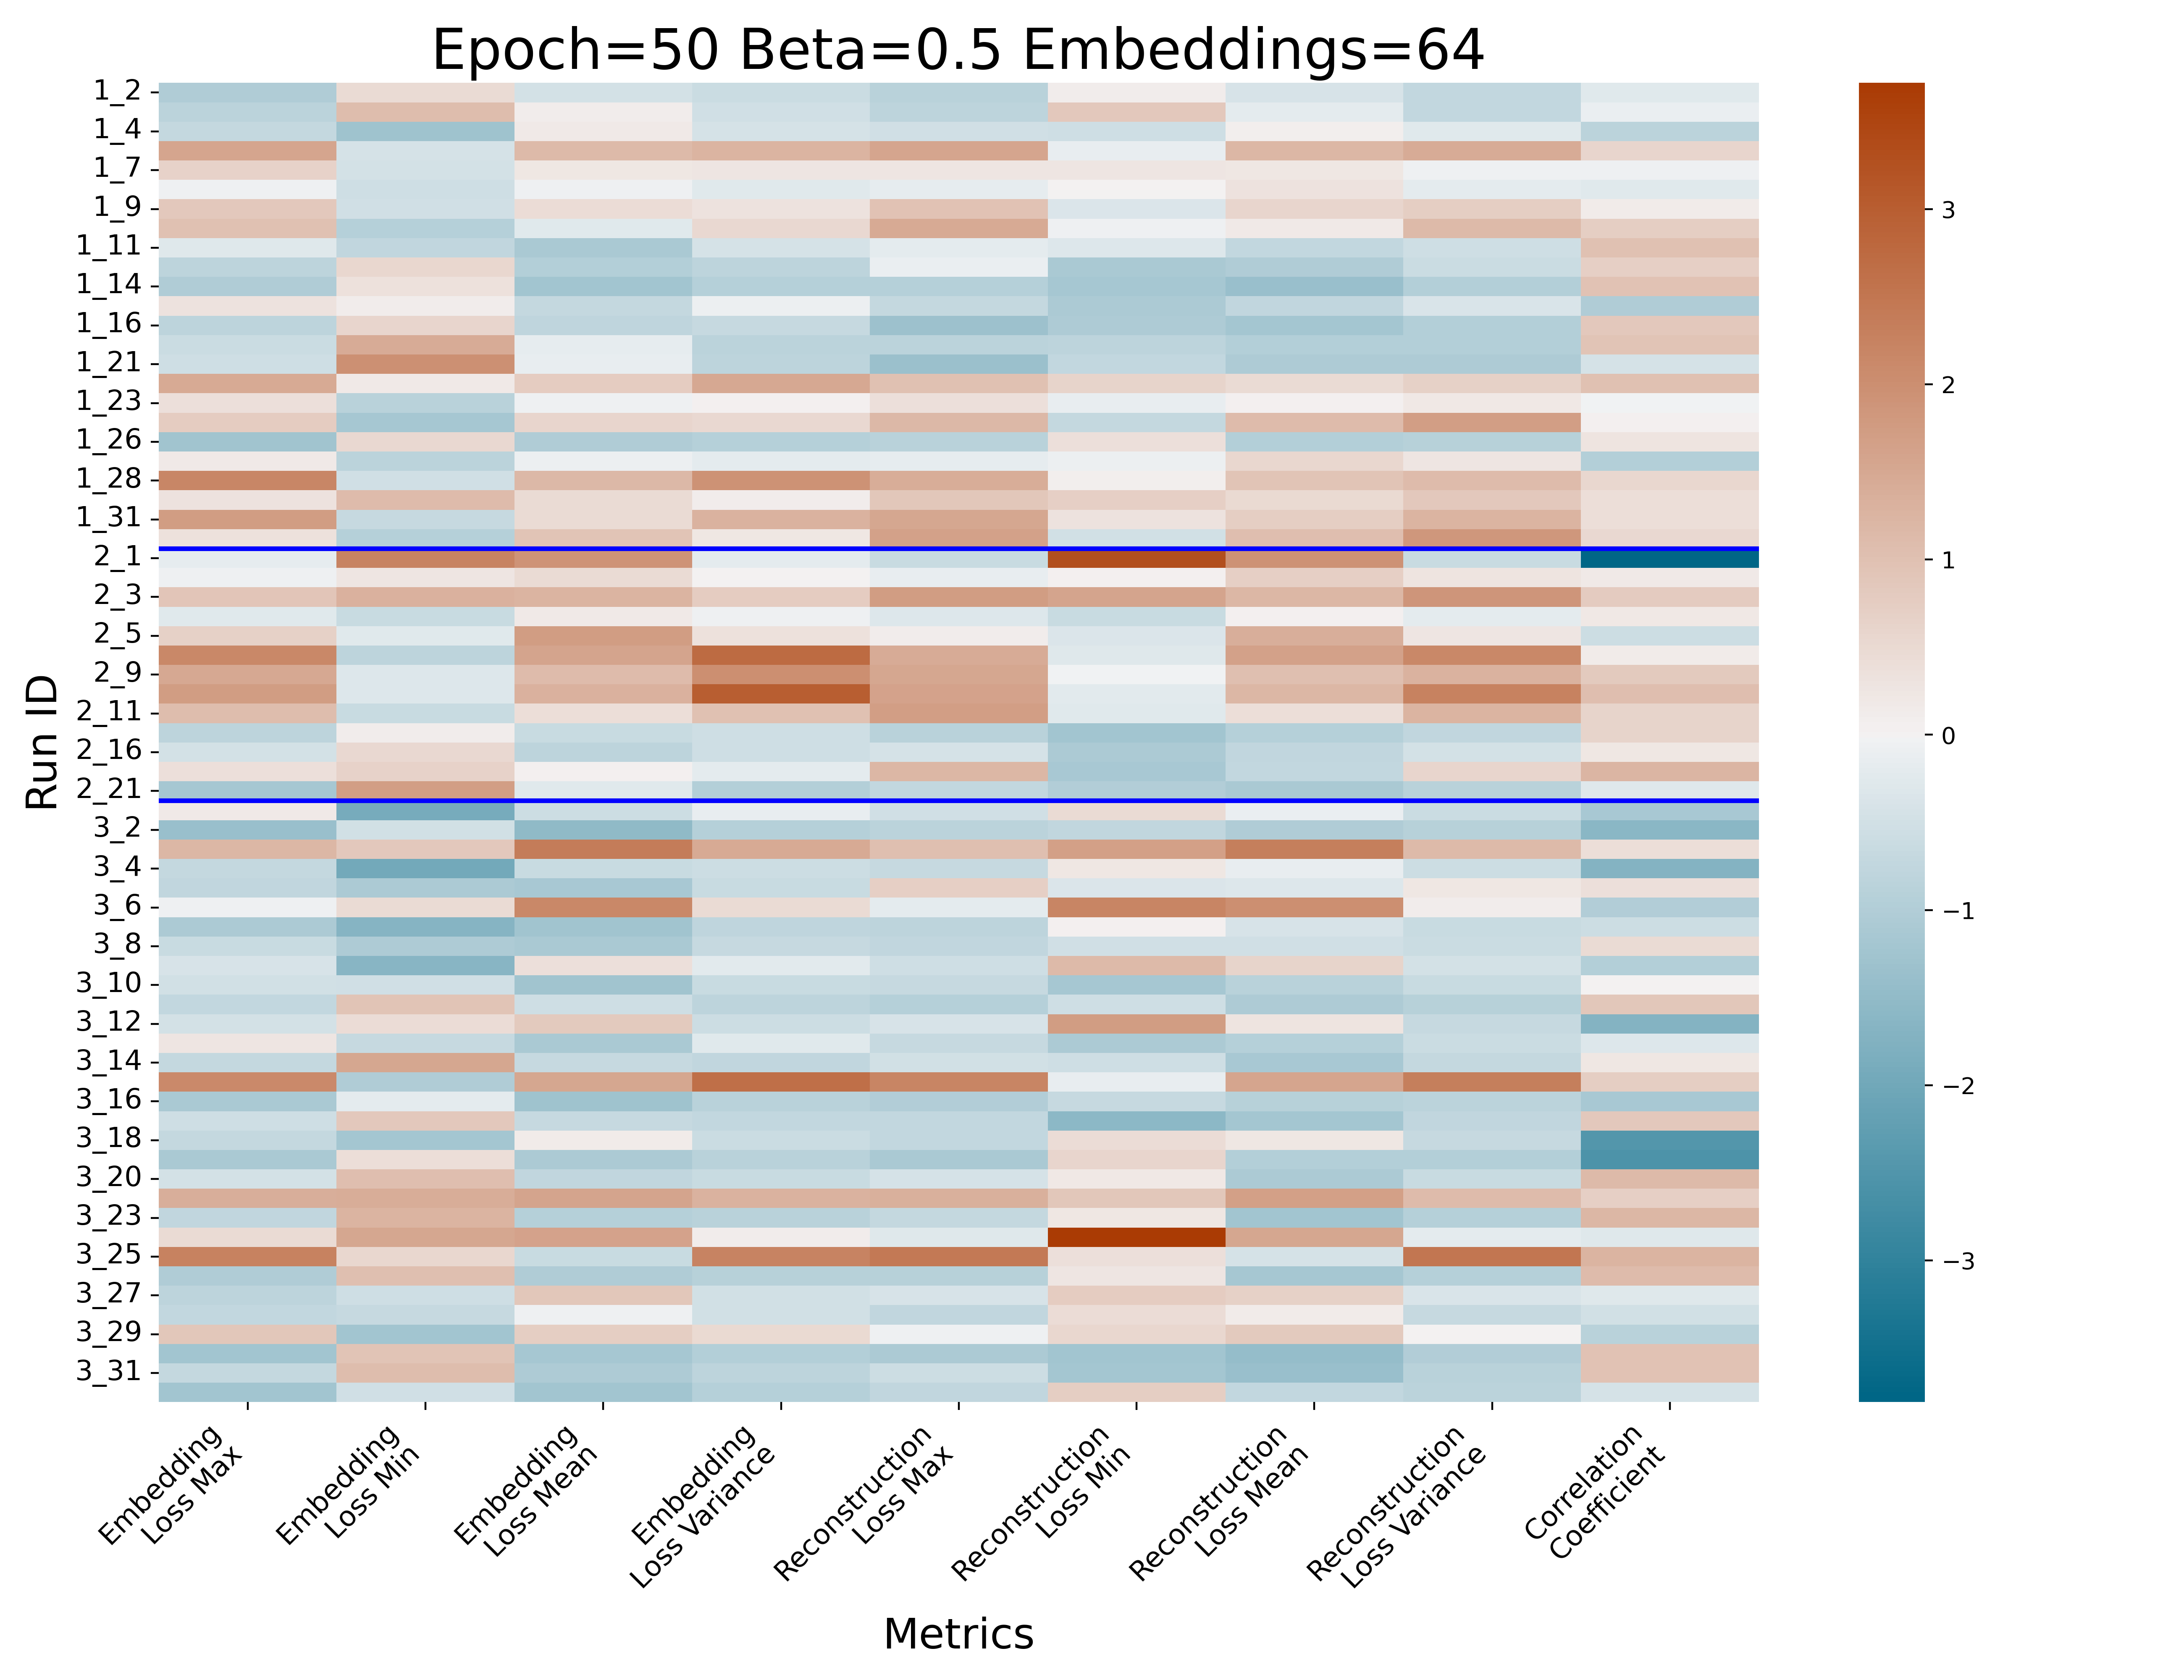 Epoch=50 Beta=0.5 Embeddings=64
Run ID
1_2
1_4
1_7
1_9
1_11
1_14
1_16
1_21
1_23
1_26
1_28
1_31
2_1
2_3
2_5
2_9
2_11
2_16
2_21
3_2
3_4
3_6
3_8
3_10
3_12
3_14
3_16
3_18
3_20
3_23
3_25
3_27
3_29
3_31
3
2
1
0
−1
−2
−3
Embedding
Loss Max
Embedding
Loss Min
Embedding
Loss Mean
Embedding
Loss Variance
Reconstruction
Loss Max
Reconstruction
Loss Min
Reconstruction
Loss Mean
Reconstruction
Loss Variance
Correlation
Coefficient
Metrics